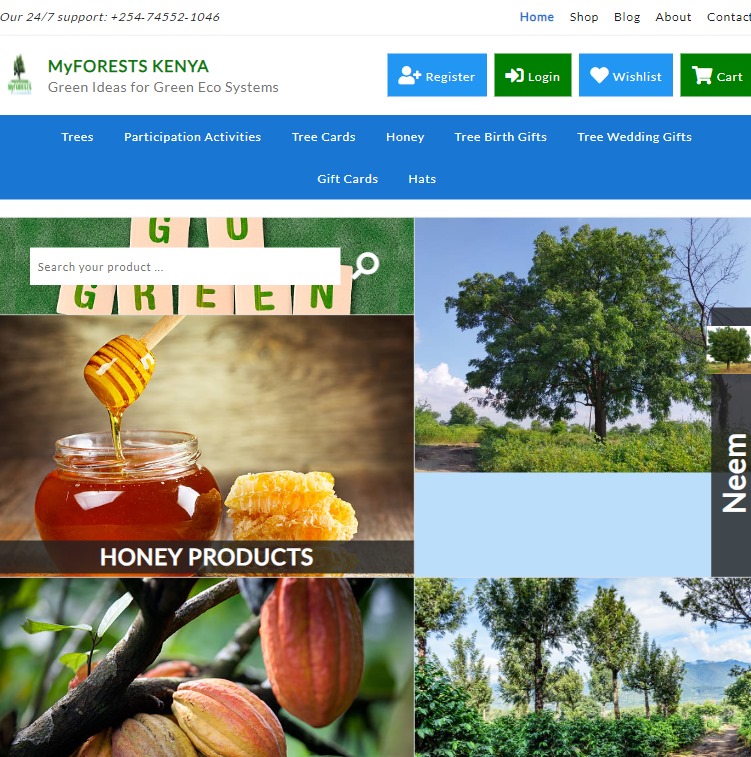 Our 24/7 support: +254-74552-1046
Home Shop Blog About Contact
MyFORESTS KENYA
Green Ideas for Green Eco Systems
Register Login Wishlist Cart
Trees Participation Activities Tree Cards Honey Tree Birth Gifts Tree Wedding Gifts
Gift Cards Hats
GO
Search your product ...
GREEN
Neem
HONEY PRODUCTS